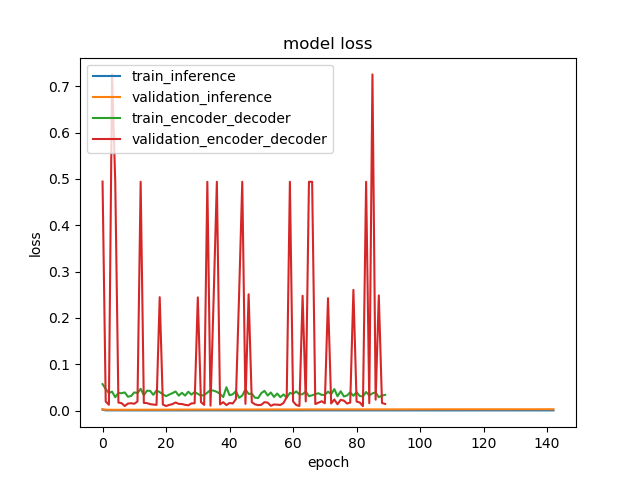 model loss
train_inference
validation_inference
train_encoder_decoder
validation_encoder_decoder
0.7
0.6
0.5
0.4
0.3
0.2
0.1
0.0
loss
0 20 40 60 80 100 120 140
epoch